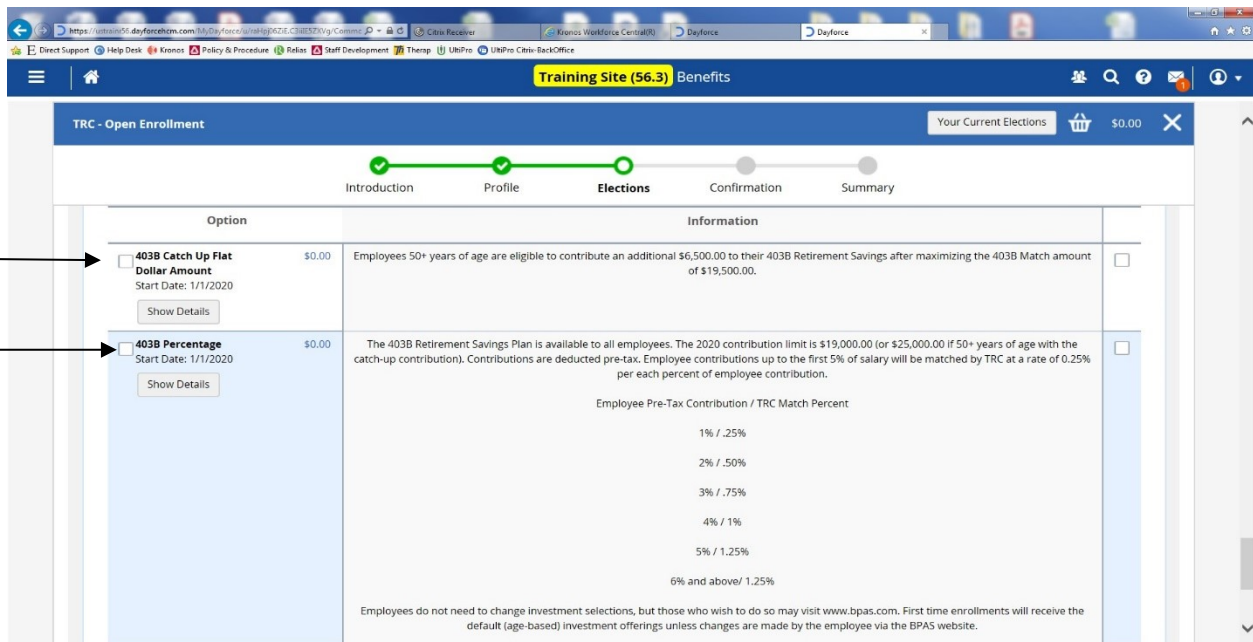 https://ustrain56.dayforcehcm.com/MyDayforce/u/
Citrix Receiver
Kronos Workforce Central(R)
Dayforce
Dayforce
Direct Support
Help Desk
Kronos
Policy & Procedure
Relias
Staff Development
Therap
UltiPro
UltiPro Citrix-BackOffice
Training Site (56.3) Benefits
1
TRC - Open Enrollment
Your Current Elections
$0.00
Introduction
Profile
Elections
Confirmation
Summary
Option
Information
403B Catch Up Flat
Dollar Amount
Start Date: 1/1/2020
Show Details
$0.00
Employees 50+ years of age are eligible to contribute an additional $6,500.00 to their 403B Retirement Savings after maximizing the 403B Match amount
of $19,500.00.
403B Percentage
Start Date: 1/1/2020
Show Details
$0.00
The 403B Retirement Savings Plan is available to all employees. The 2020 contribution limit is $19,000.00 (or $25,000.00 if 50+ years of age with the
catch-up contribution). Contributions are deducted pre-tax. Employee contributions up to the first 5% of salary will be matched by TRC at a rate of 0.25%
per each percent of employee contribution.
Employee Pre-Tax Contribution / TRC Match Percent
1% / .25%
2% / .50%
3% / .75%
4% / 1%
5% / 1.25%
6% and above/ 1.25%
Employees do not need to change investment selections, but those who wish to do so may visit www.bpas.com. First time enrollments will receive the
default (age-based) investment offerings unless changes are made by the employee via the BPAS website.